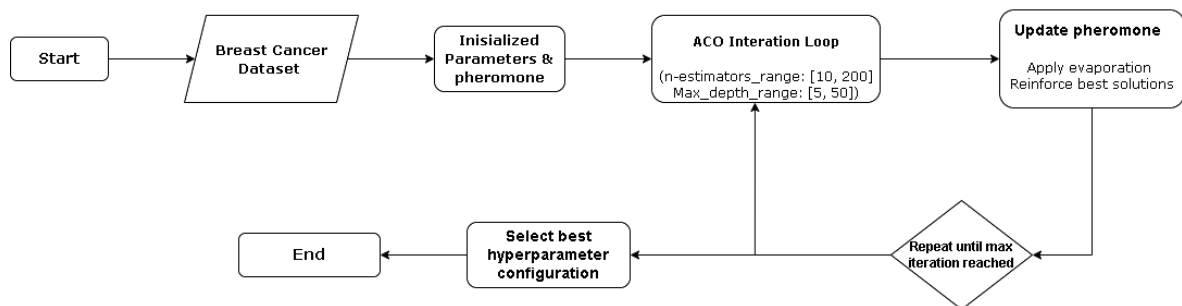 Start
Breast Cancer
Dataset
Inisialized
Parameters &
pheromone
ACO Interation Loop
(n-estimators_range: [10, 200]
Max_depth_range: [5, 50])
Update pheromone
Apply evaporation
Reinforce best solutions
Repeat until max
iteration reached
Select best
hyperparameter
configuration
End